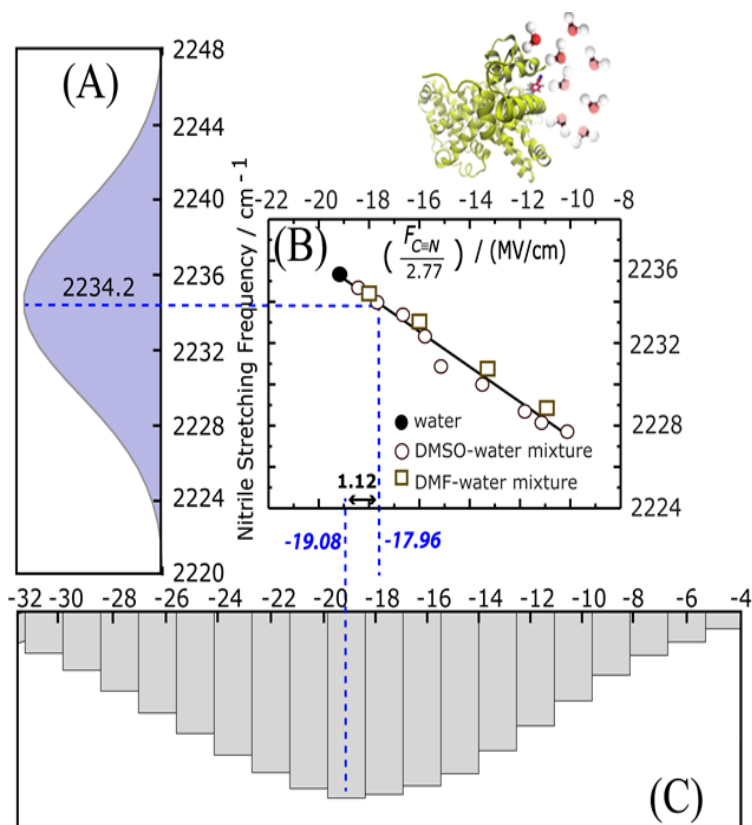 (A)
2248
2244
2240
2236
2232
2228
2224
2220
2234.2
Nitrile Stretching Frequency / cm-1
-22 -20 -18 -16 -14 -12 -10 -8
(B)
( F C≡N / 2.77 ) / (MV/cm)
2236
2232
2228
2224
water
DMSO-water mixture
DMF-water mixture
1.12
-19.08
-17.96
-32 -30 -28 -26 -24 -22 -20 -18 -16 -14 -12 -10 -8 -6 -4
(C)